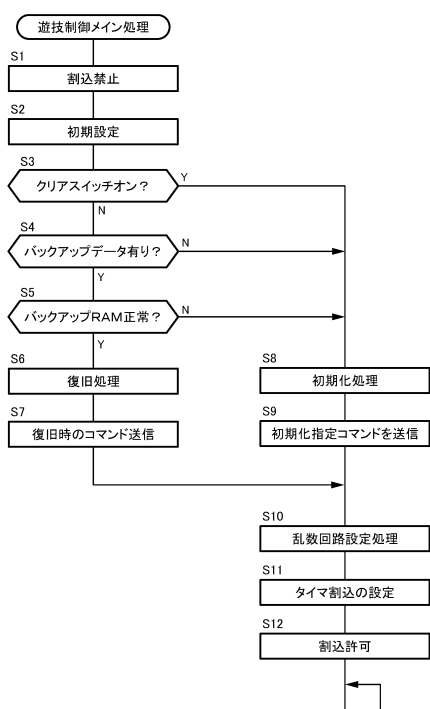 遊技制御メイン処理
S1
割込禁止
S2
初期設定
S3
クリアスイッチオン？
Y
N
S4
バックアップデータ有り？
N
Y
S5
バックアップRAM正常？
N
Y
S6
復旧処理
S7
復旧時のコマンド送信
S8
初期化処理
S9
初期化指定コマンドを送信
S10
乱数回路設定処理
S11
タイマ割込の設定
S12
割込許可